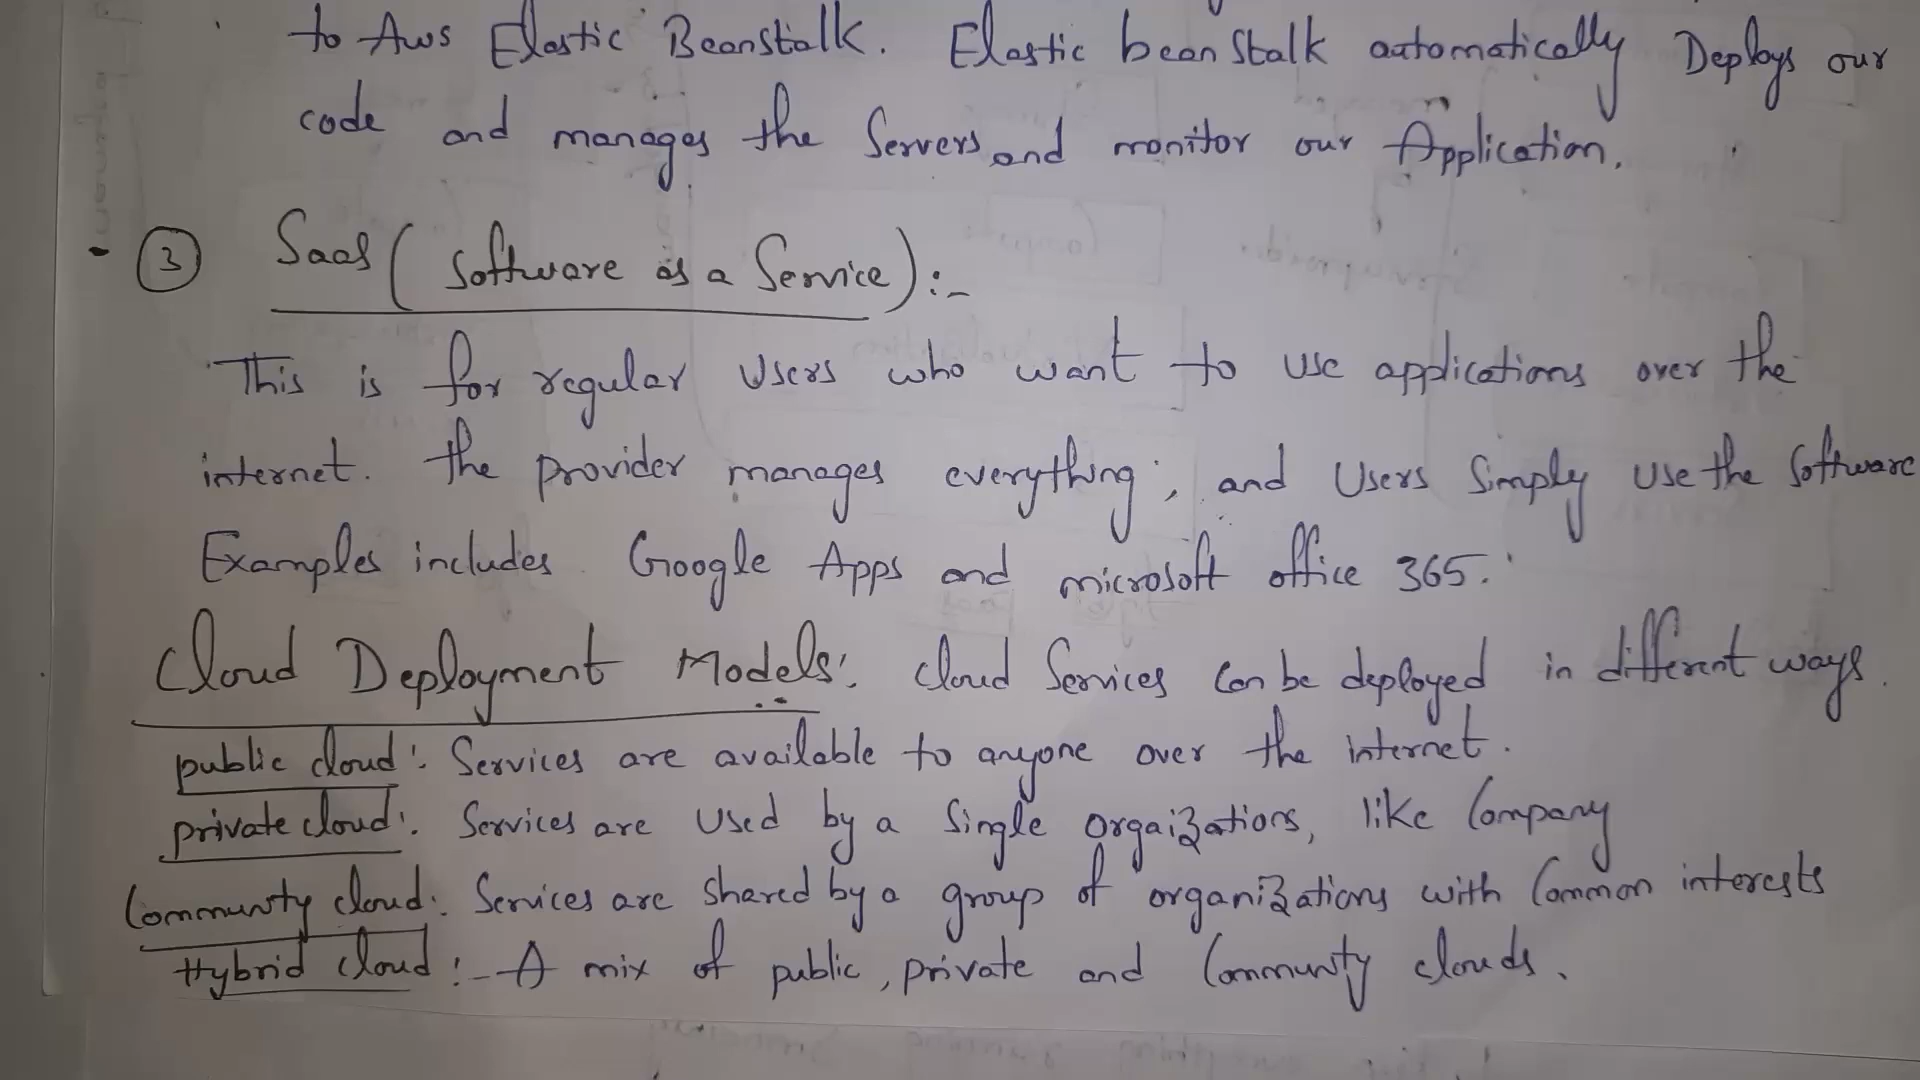 to Aws Elastic Beanstalk. Elastic bean Stalk automatically Deploys our
code and manages the Servers and monitor our Application.
3 SaaS (Software as a Service):-
This is for regular users who want to use applications over the
internet. the provider manages everything, and Users Simply use the Software
Examples includes Google Apps and microsoft office 365.
Cloud Deployment Models: cloud Services can be deployed in different ways.
public cloud: Services are available to anyone over the internet.
private cloud: Services are used by a Single orgaizations, like Company
Community cloud: Services are shared by a group of organizations with Common interests
Hybrid cloud:- A mix of public, private and Community clouds.